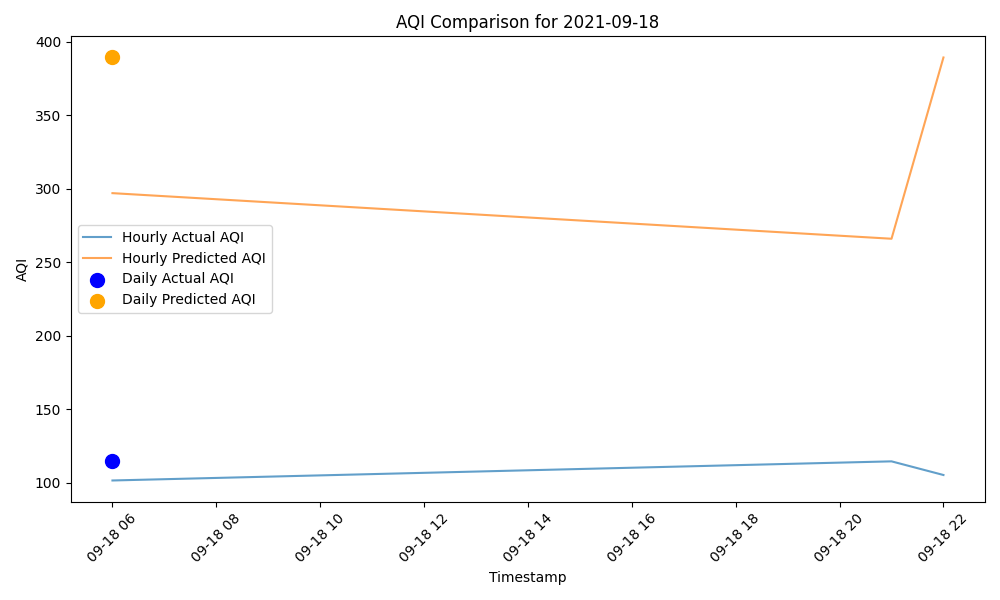 AQI Comparison for 2021-09-18
400
350
300
250
200
150
100
AQI
Hourly Actual AQI
Hourly Predicted AQI
Daily Actual AQI
Daily Predicted AQI
09-18 06
09-18 08
09-18 10
09-18 12
09-18 14
09-18 16
09-18 18
09-18 20
09-18 22
Timestamp